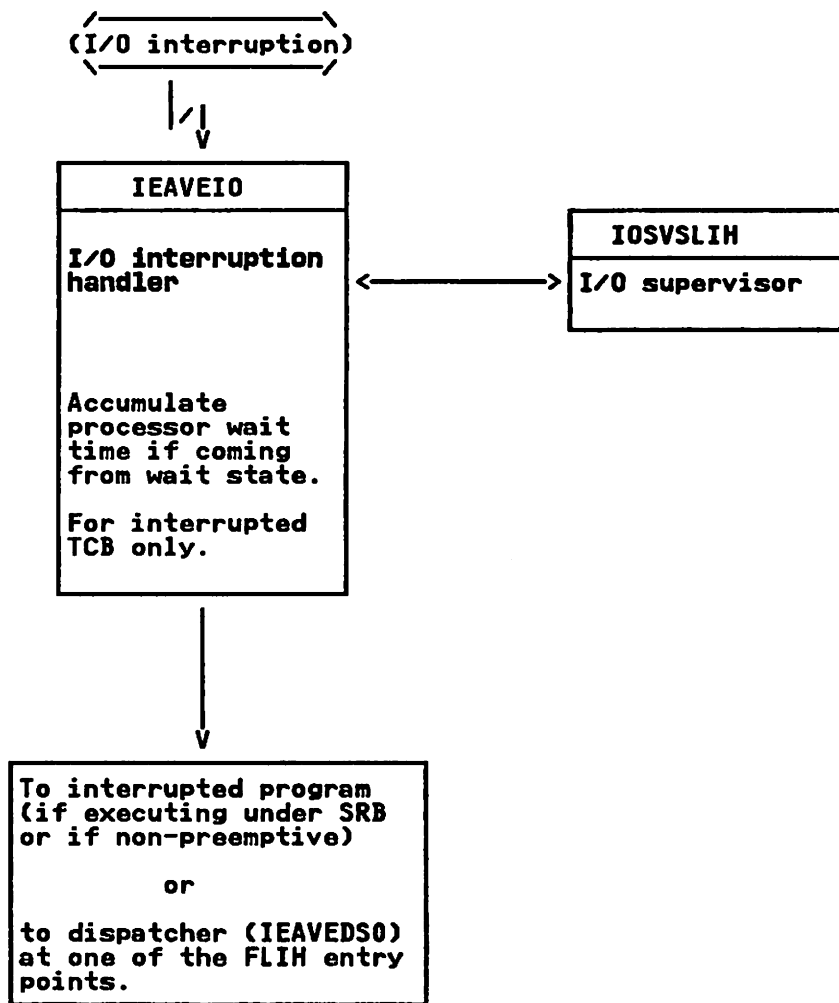 (I/O interruption)
IEAVEIO
I/O interruption
handler
Accumulate
processor wait
time if coming
from wait state.
For interrupted
TCB only.
IOSVSLIH
I/O supervisor
To interrupted program
(if executing under SRB
or if non-preemptive)
or
to dispatcher (IEAVEDS0)
at one of the FLIH entry
points.